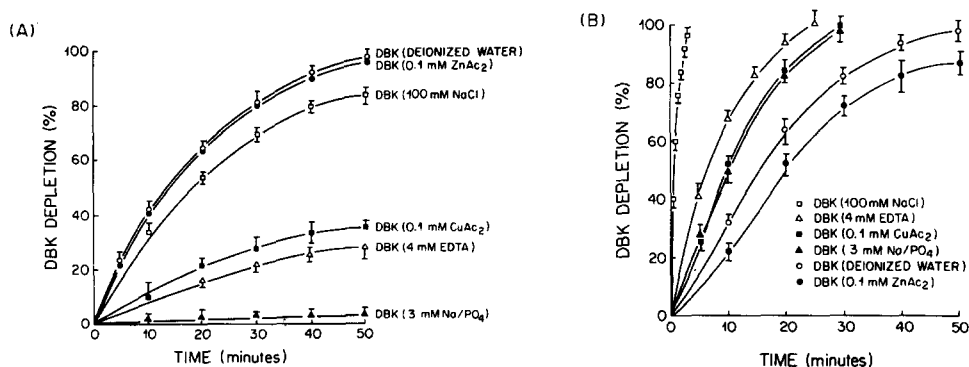 (A)
DBK DEPLETION (%)
100
80
60
40
20
0
0
10
20
30
40
50
TIME (minutes)
DBK (DEIONIZED WATER)
DBK (0.1 mM ZnAc₂)
DBK (100 mM NaCl)
DBK (0.1 mM CuAc₂)
DBK (4 mM EDTA)
DBK (3 mM Na/PO₄)
(B)
DBK DEPLETION (%)
100
80
60
40
20
0
0
10
20
30
40
50
TIME (minutes)
DBK (100 mM NaCl)
DBK (4 mM EDTA)
DBK (0.1 mM CuAc₂)
DBK (3 mM Na/PO₄)
DBK (DEIONIZED WATER)
DBK (0.1 mM ZnAc₂)